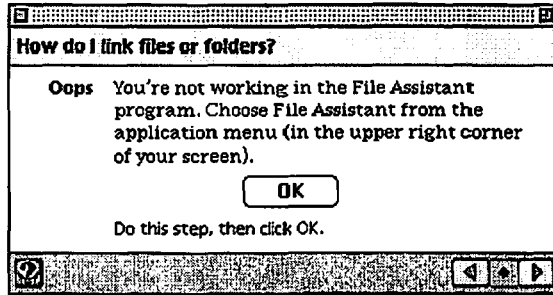 How do I link files or folders?
Oops You're not working in the File Assistant
program. Choose File Assistant from the
application menu (in the upper right corner
of your screen).
OK
Do this step, then click OK.